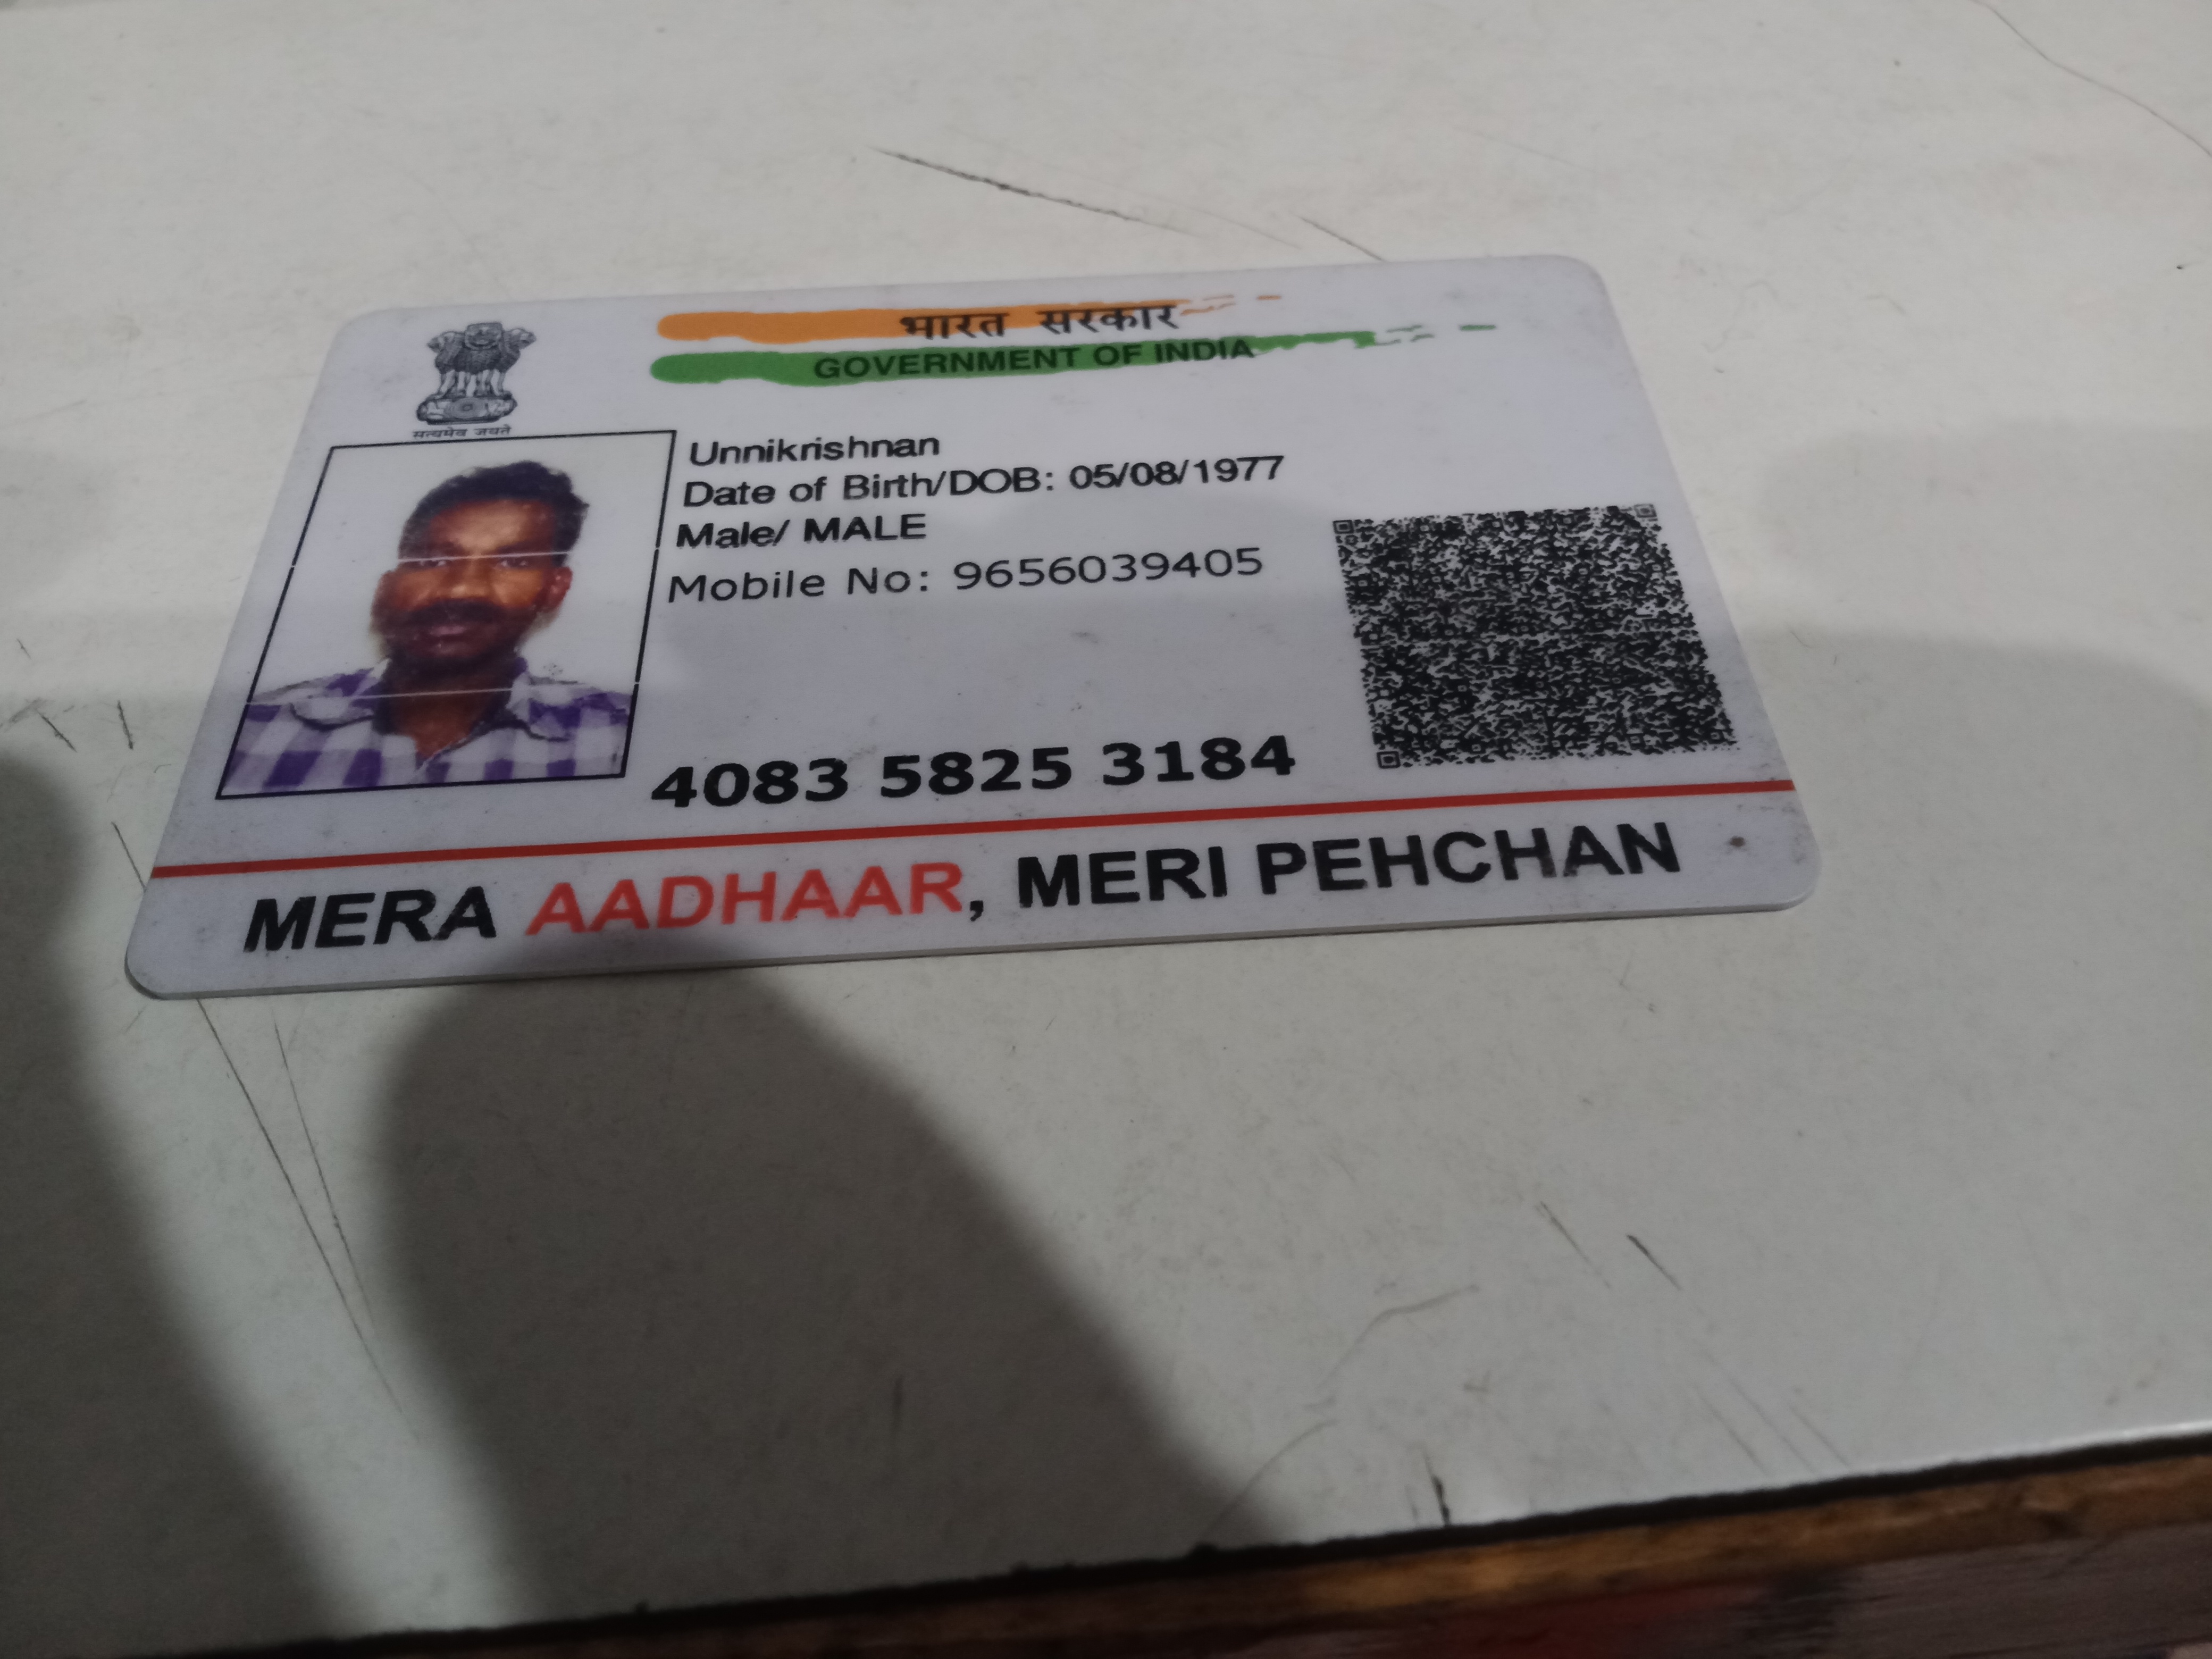 भारत सरकार
GOVERNMENT OF INDIA
सत्यमेव जयते
Unnikrishnan
Date of Birth/DOB: 05/08/1977
Male/ MALE
Mobile No: 9656039405
4083 5825 3184
MERA AADHAAR, MERI PEHCHAN